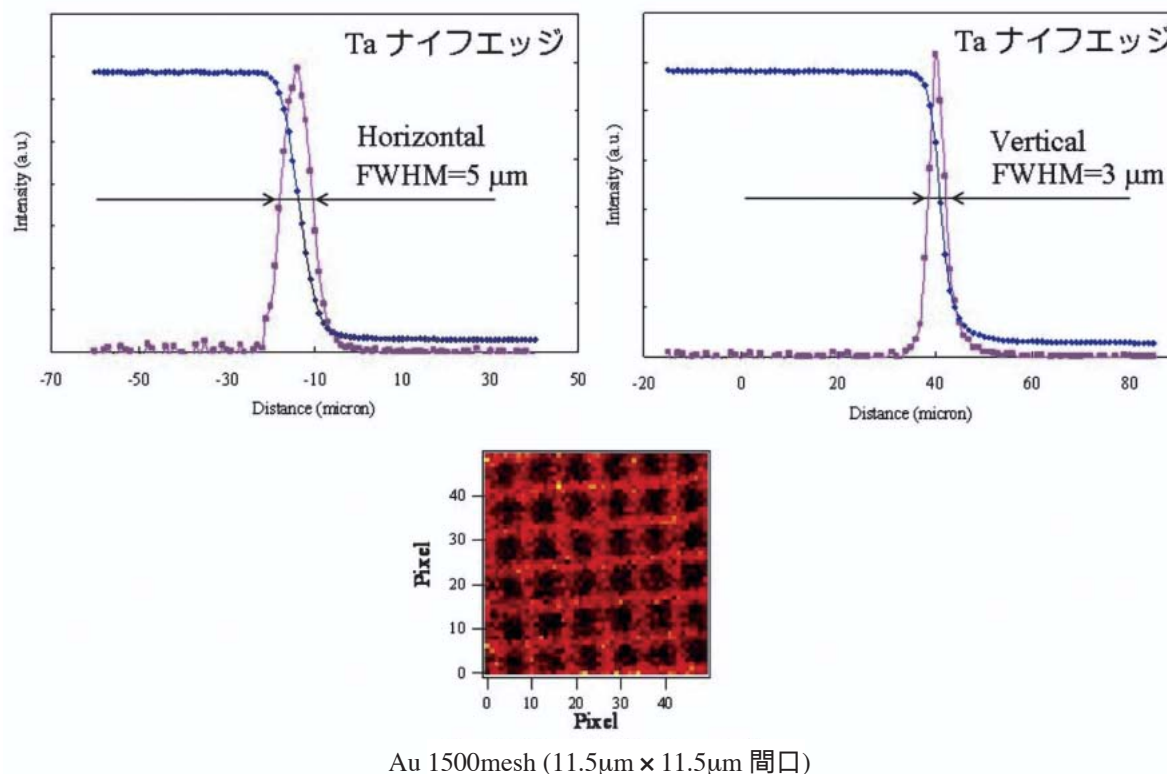 Ta ナイフエッジ
Intensity (a.u.)
Horizontal
FWHM=5 μm
-70 -30 -10 10 30 50
Distance (micron)
Ta ナイフエッジ
Intensity (a.u.)
Vertical
FWHM=3 μm
-20 0 20 40 60 80
Distance (micron)
Pixel
40
30
20
10
0
0 10 20 30 40
Pixel
Au 1500mesh (11.5μm × 11.5μm 間口)